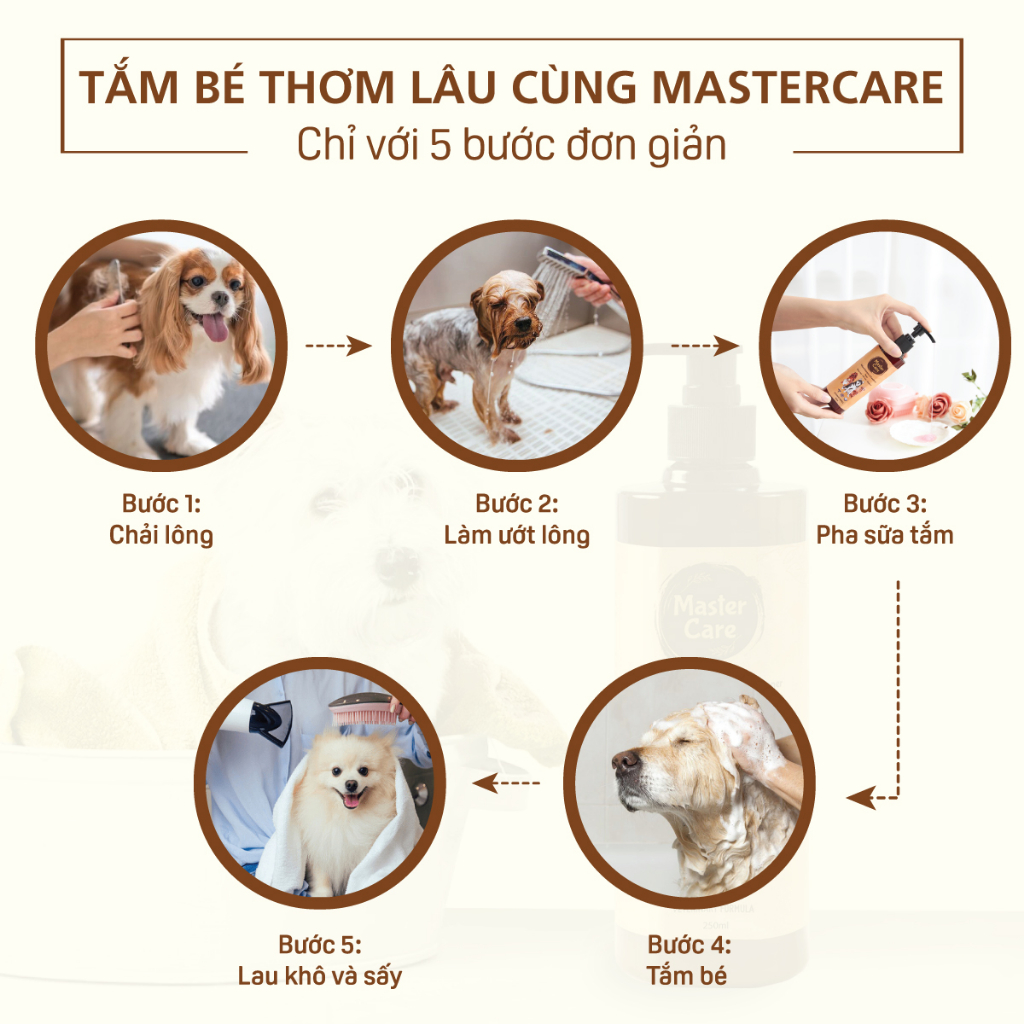 TẮM BÉ THƠM LÂU CÙNG MASTERCARE
Chỉ với 5 bước đơn giản
Bước 1:
Chải lông
Bước 2:
Làm ướt lông
Bước 3:
Pha sữa tắm
Master
Care
Bước 4:
Tắm bé
Bước 5:
Lau khô và sấy